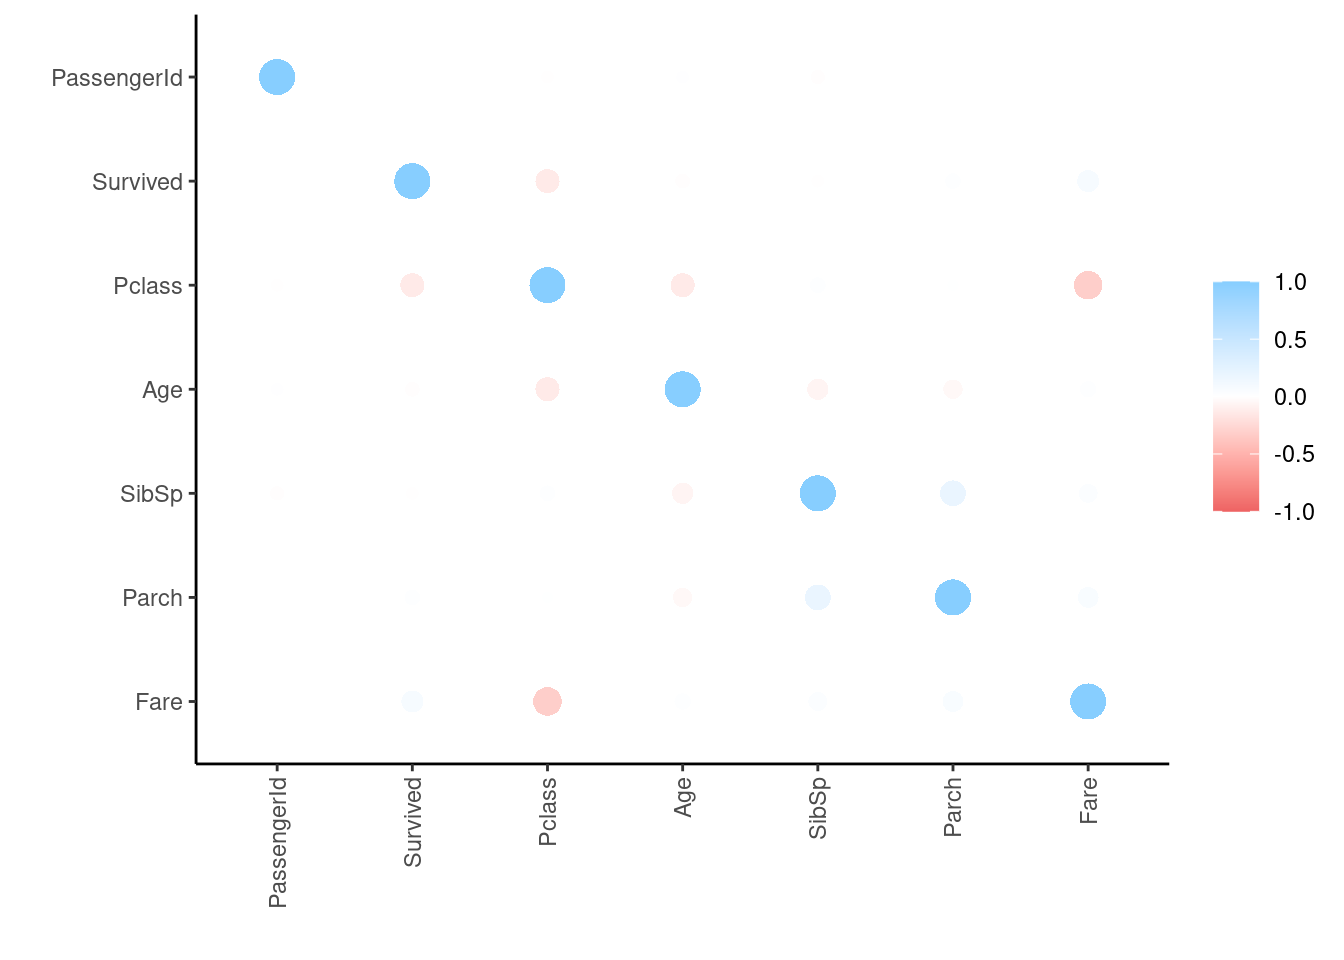 PassengerId
Survived
Pclass
Age
SibSp
Parch
Fare
1.0
0.5
0.0
-0.5
-1.0
PassengerId
Survived
Pclass
Age
SibSp
Parch
Fare